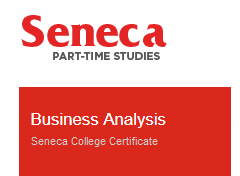 Seneca
PART-TIME STUDIES
Business Analysis
Seneca College Certificate